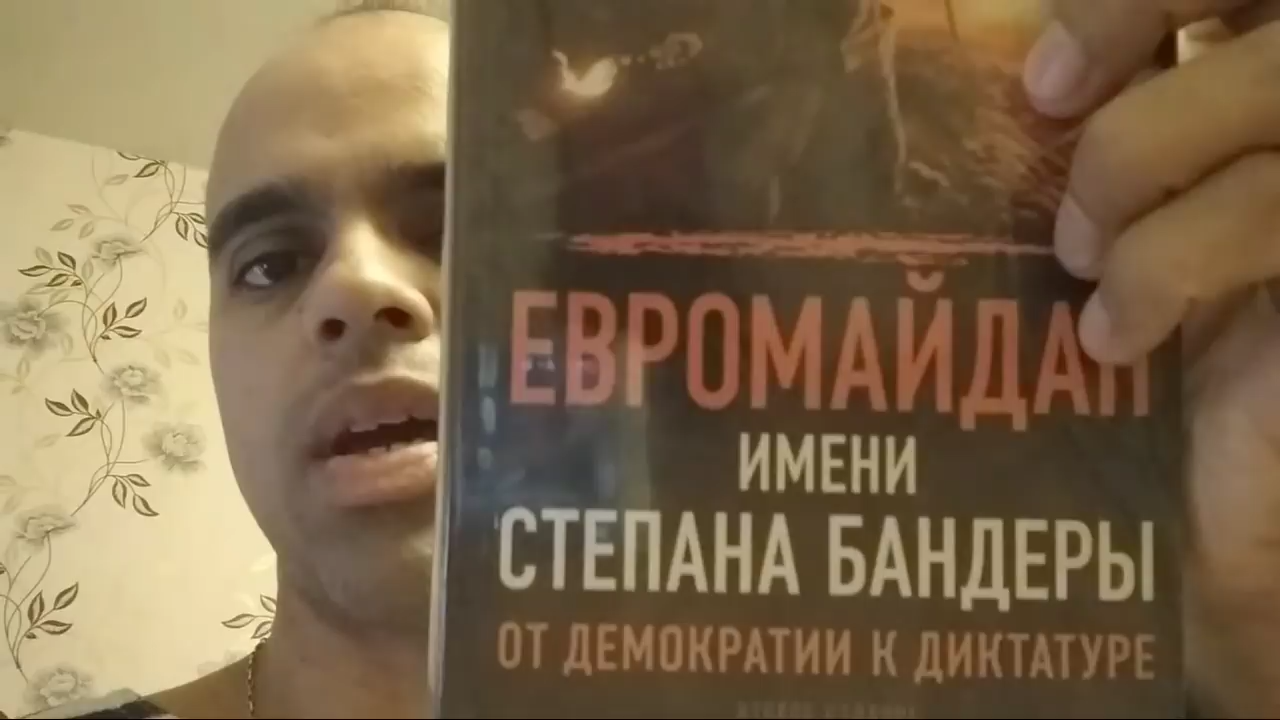 ЕВРОМАЙДАН
ИМЕНИ
СТЕПАНА БАНДЕРЫ
ОТ ДЕМОКРАТИИ К ДИКТАТУРЕ